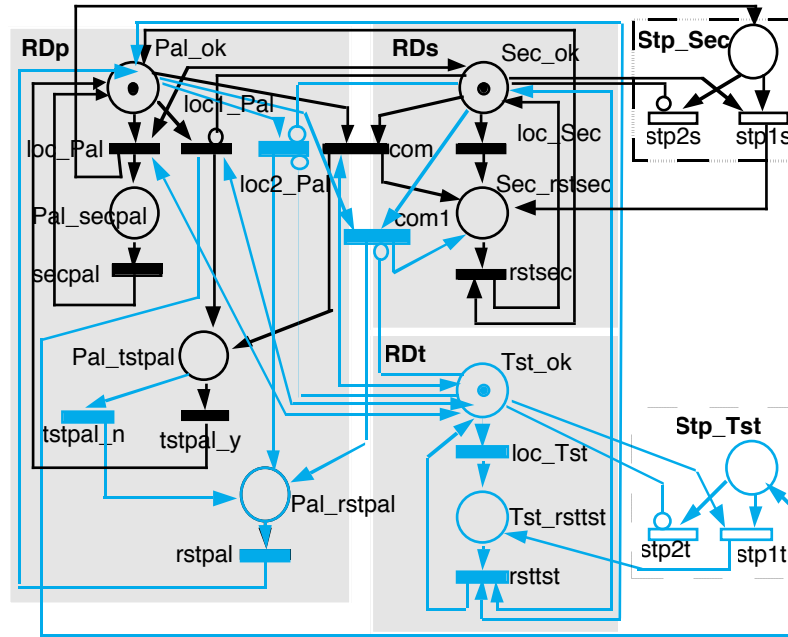 RDp
Pal_ok
RDs
Sec_ok
Stp_Sec
loc1_Pal
loc_Pal
com
loc_Sec
stp2s
stp1s
loc2_Pal
Pal_secpal
Sec_rstsec
com1
secpal
rstsec
Pal_tstpal
RDt
Tst_ok
tstpal_n
tstpal_y
Stp_Tst
loc_Tst
Pal_rstpal
Tst_rsttst
rstpal
stp2t
stp1t
rsttst